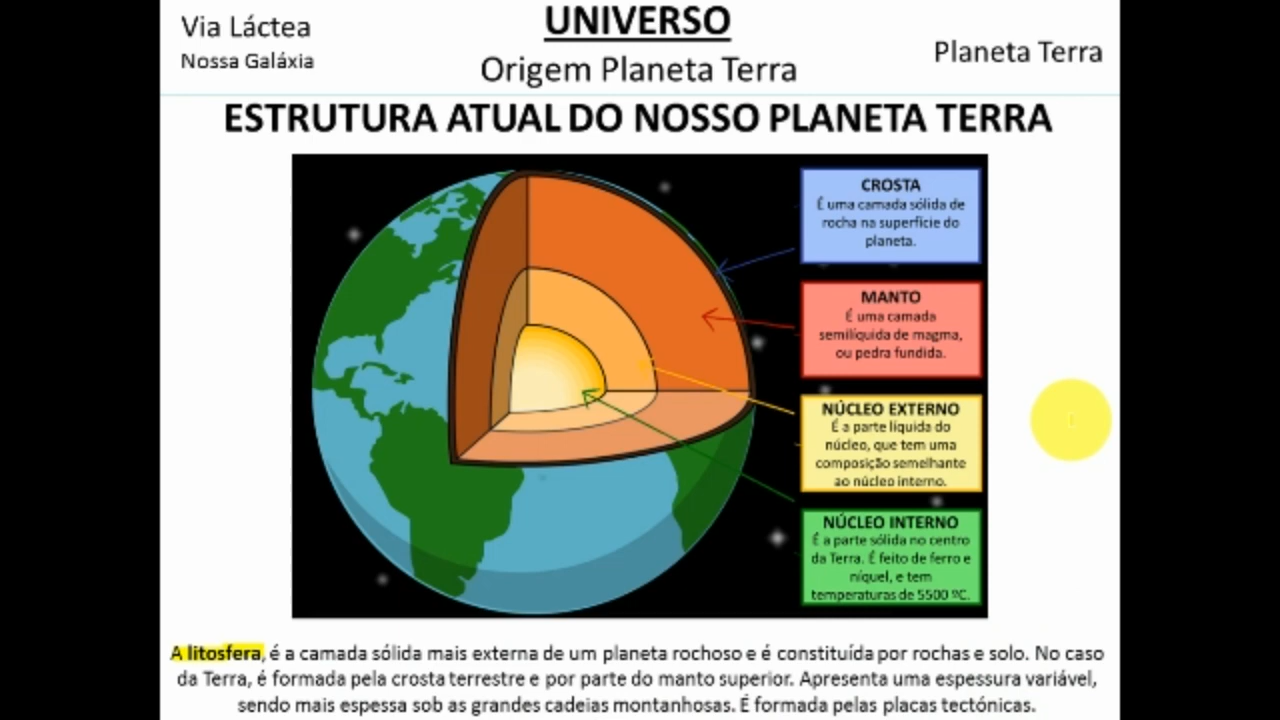 Via Láctea
Nossa Galáxia
UNIVERSO
Origem Planeta Terra
Planeta Terra
ESTRUTURA ATUAL DO NOSSO PLANETA TERRA
CROSTA
É uma camada sólida de
rocha na superfície do
planeta.
MANTO
É uma camada
semilíquida de magma,
ou pedra fundida.
NÚCLEO EXTERNO
É a parte líquida do
núcleo, que tem uma
composição semelhante
ao núcleo interno.
NÚCLEO INTERNO
É a parte sólida no centro
da Terra. É feito de ferro e
níquel, e tem
temperaturas de 5500 ºC.
A litosfera, é a camada sólida mais externa de um planeta rochoso e é constituída por rochas e solo. No caso
da Terra, é formada pela crosta terrestre e por parte do manto superior. Apresenta uma espessura variável,
sendo mais espessa sob as grandes cadeias montanhosas. É formada pelas placas tectónicas.